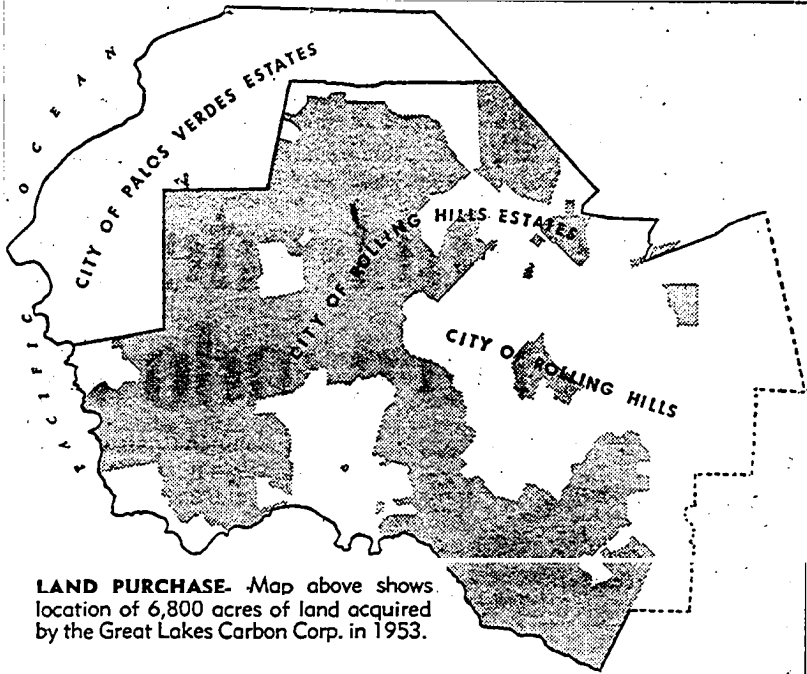 PACIFIC OCEAN
CITY OF PALOS VERDES ESTATES
CITY OF ROLLING HILLS ESTATES
CITY OF ROLLING HILLS
LAND PURCHASE- -Map above shows
location of 6,800 acres of land acquired
by the Great Lakes Carbon Corp. in 1953.